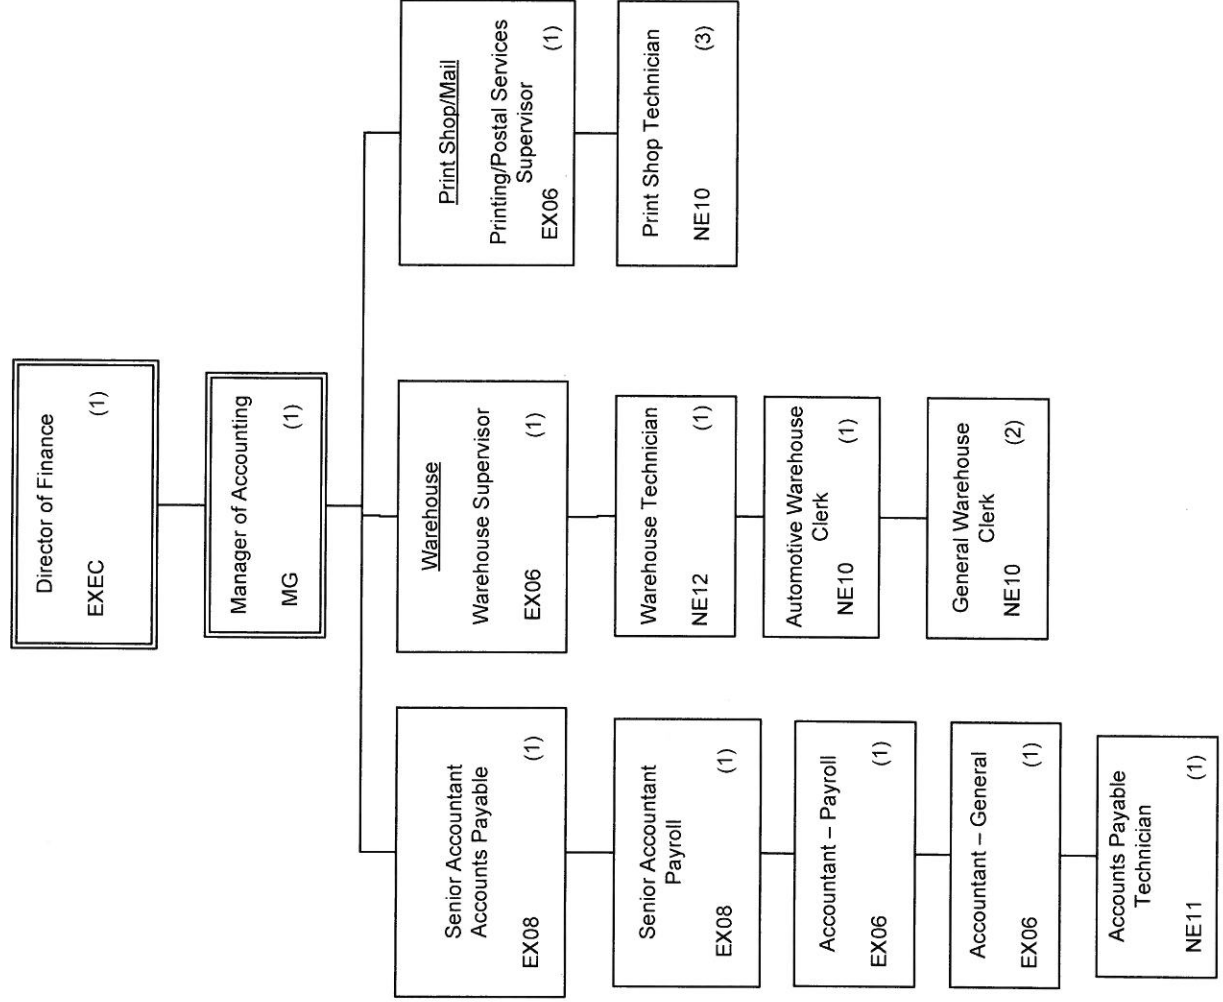 Director of Finance
EXEC (1)
Manager of Accounting
MG (1)
Senior Accountant
Accounts Payable
EX08 (1)
Senior Accountant
Payroll
EX08 (1)
Accountant – Payroll
EX06 (1)
Accountant – General
EX06 (1)
Accounts Payable
Technician
NE11 (1)
Warehouse
Warehouse Supervisor
EX06 (1)
Warehouse Technician
NE12 (1)
Automotive Warehouse
Clerk
NE10 (1)
General Warehouse
Clerk
NE10 (2)
Print Shop/Mail
Printing/Postal Services
Supervisor
EX06 (1)
Print Shop Technician
NE10 (3)